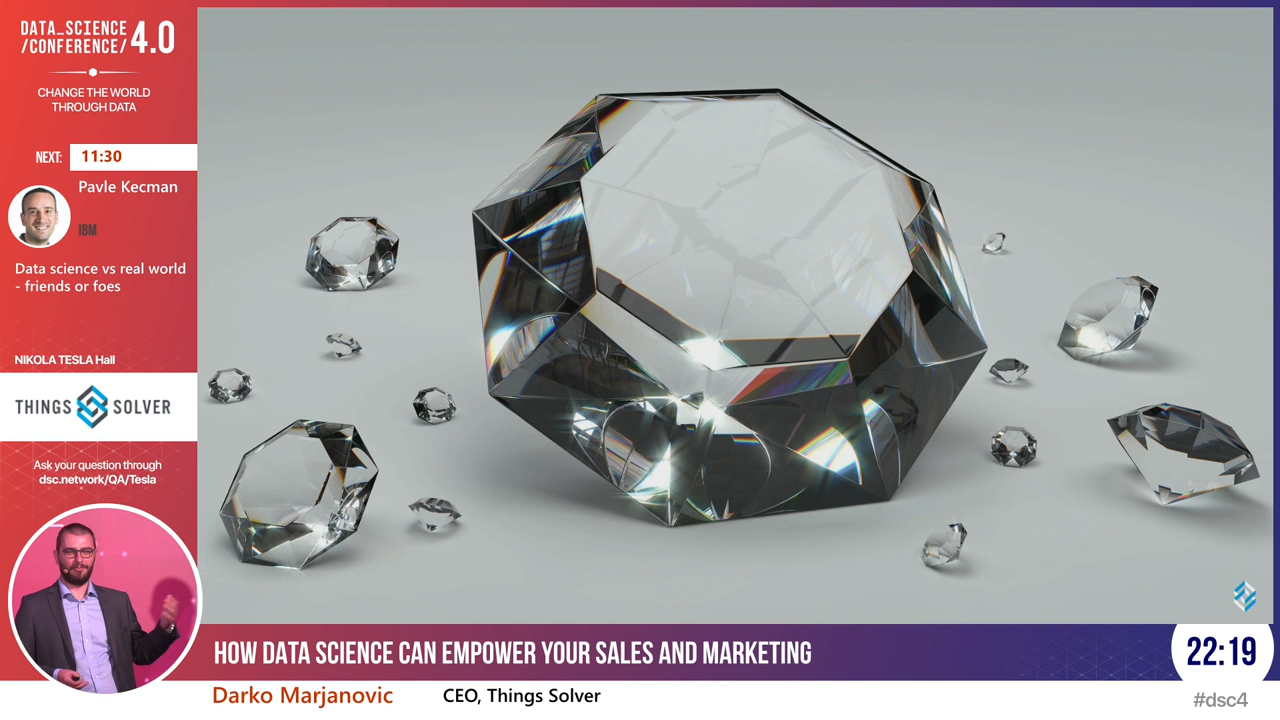 DATA_SCIENCE
/CONFERENCE/ 4.0
CHANGE THE WORLD
THROUGH DATA
NEXT: 11:30
Pavle Kecman
IBM
Data science vs real world
- friends or foes
NIKOLA TESLA Hall
THINGS SOLVER
Ask your question through
dsc.network/QA/Tesla
HOW DATA SCIENCE CAN EMPOWER YOUR SALES AND MARKETING
22:19
Darko Marjanovic CEO, Things Solver
#dsc4